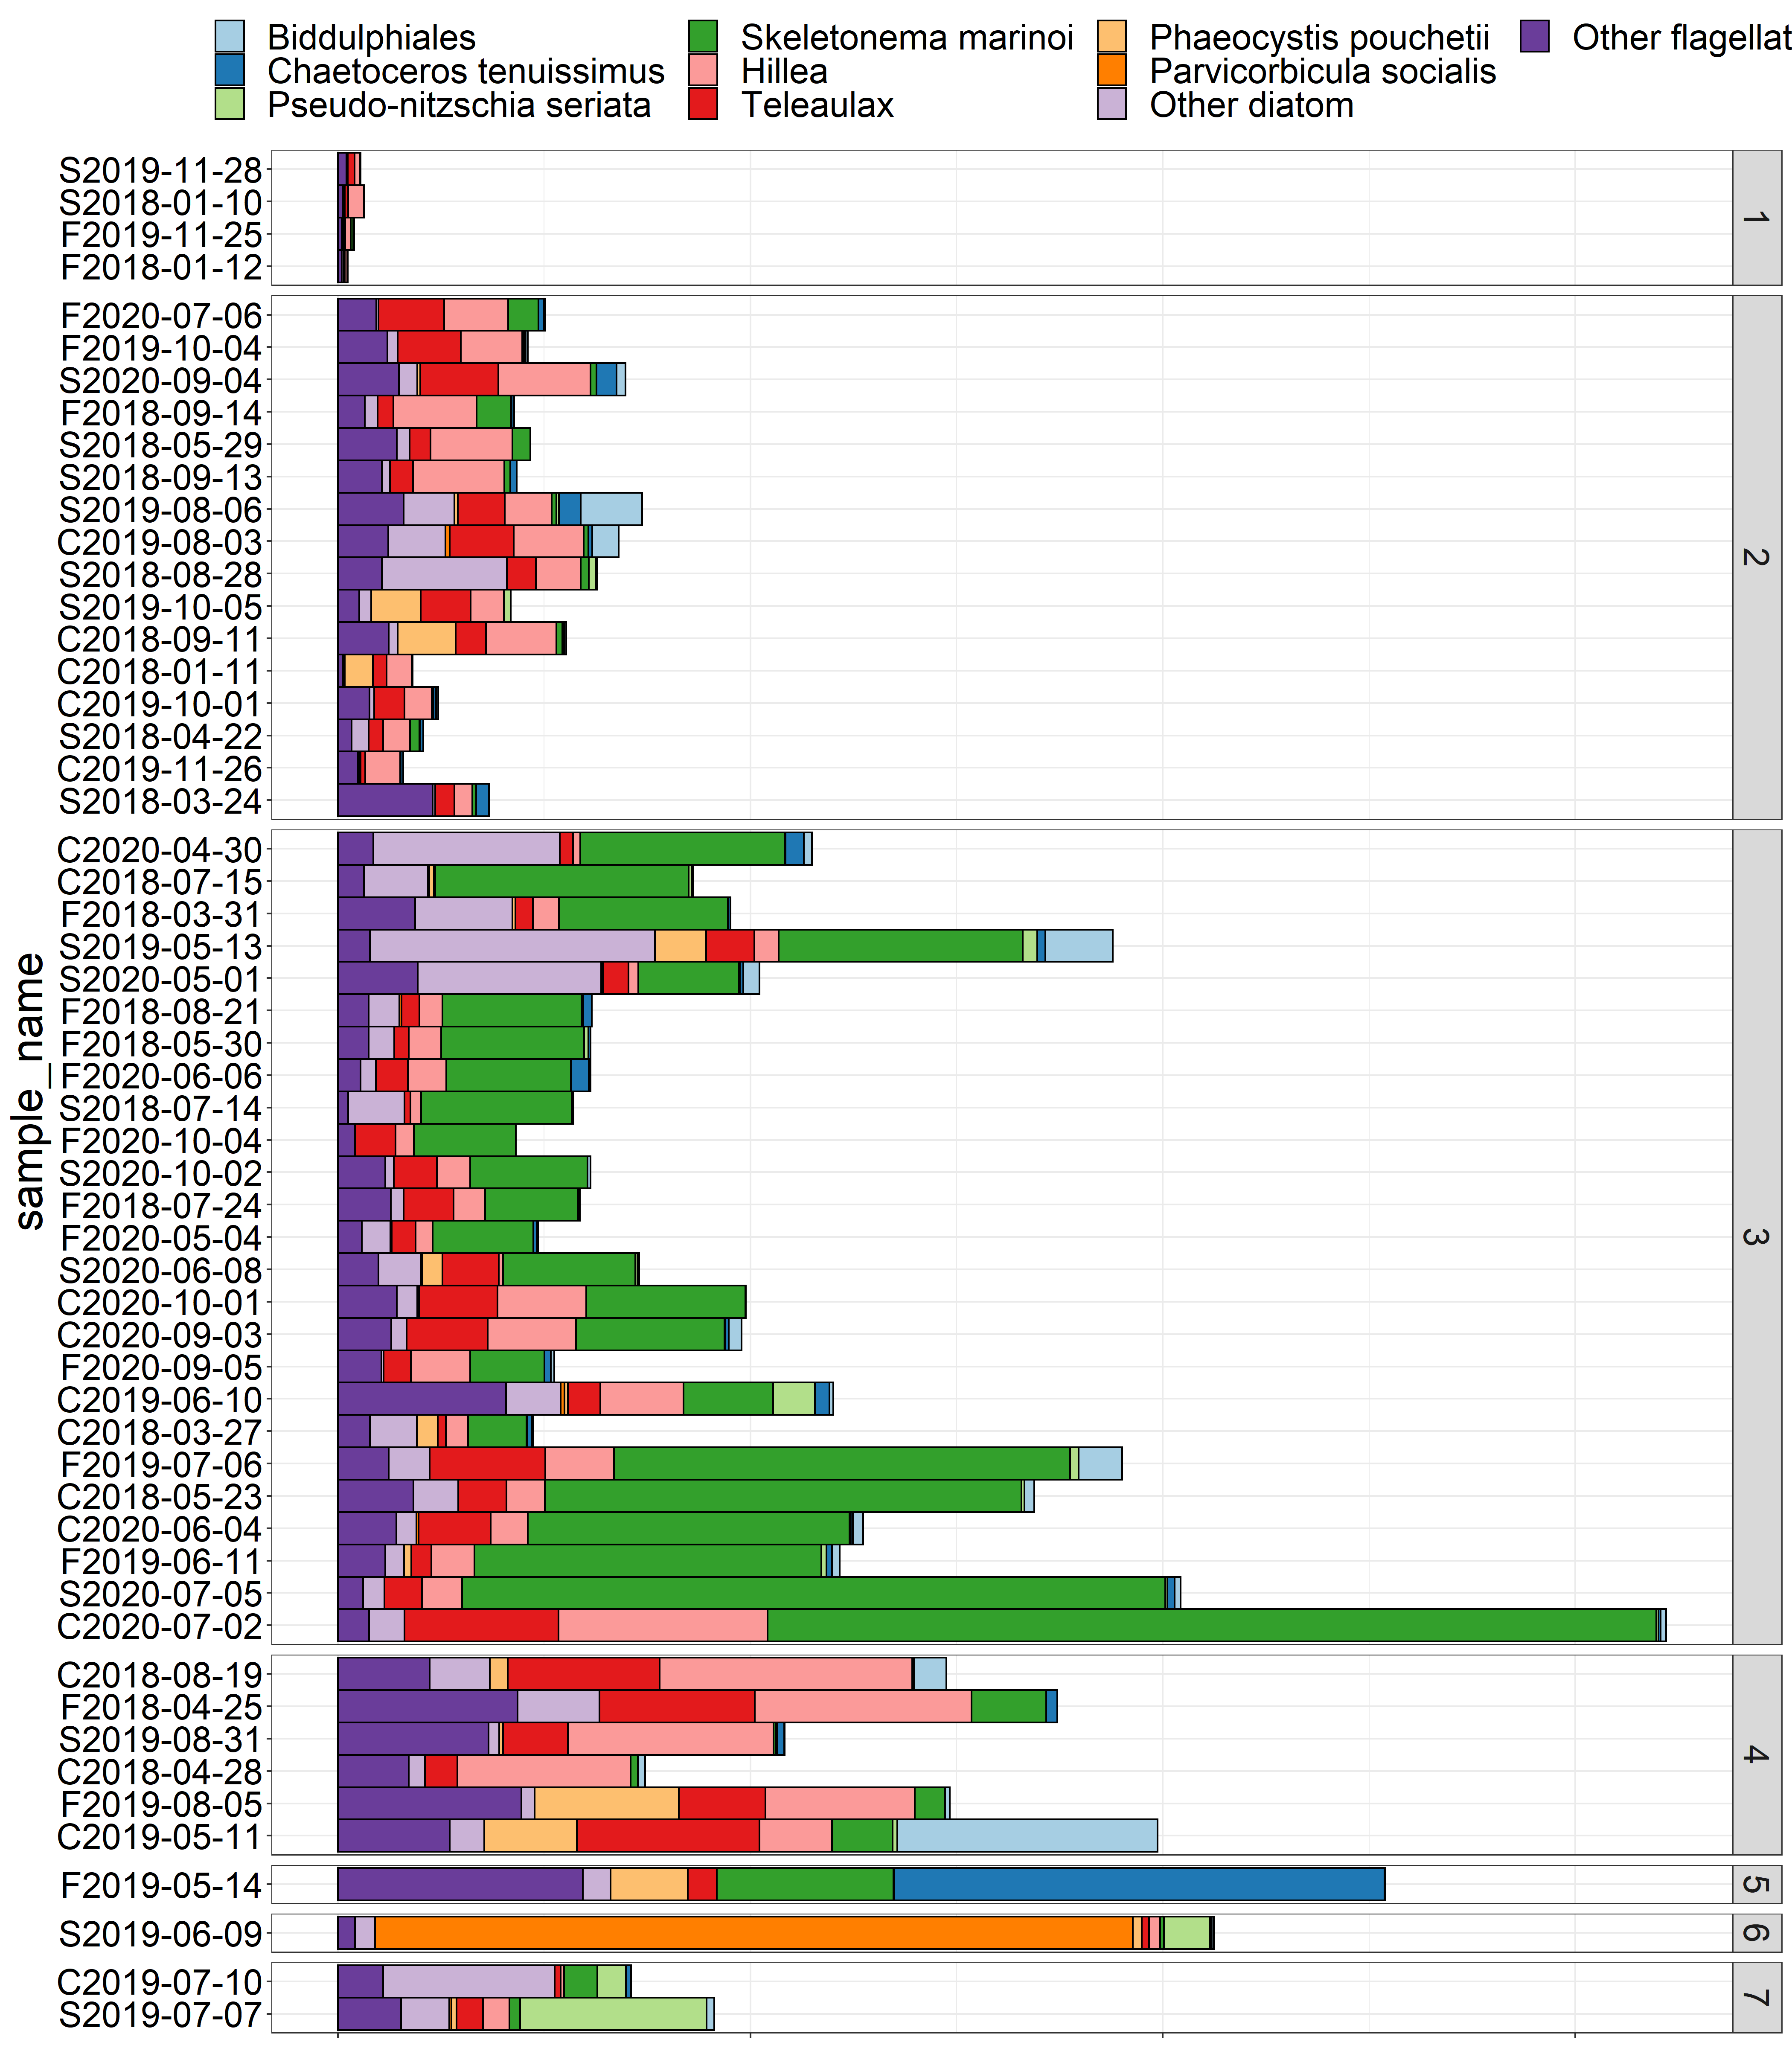 Biddulphiales Skeletonema marinoi Phaeocystis pouchetii Other flagellat
Chaetoceros tenuissimus Hillea Parvicorbicula socialis
Pseudo-nitzschia seriata Teleaulax Other diatom
sample_name
S2019-11-28
S2018-01-10
F2019-11-25
F2018-01-12
1
F2020-07-06
F2019-10-04
S2020-09-04
F2018-09-14
S2018-05-29
S2018-09-13
S2019-08-06
C2019-08-03
S2018-08-28
S2019-10-05
C2018-09-11
C2018-01-11
C2019-10-01
S2018-04-22
C2019-11-26
S2018-03-24
2
C2020-04-30
C2018-07-15
F2018-03-31
S2019-05-13
S2020-05-01
F2018-08-21
F2018-05-30
F2020-06-06
S2018-07-14
F2020-10-04
S2020-10-02
F2018-07-24
F2020-05-04
S2020-06-08
C2020-10-01
C2020-09-03
F2020-09-05
C2019-06-10
C2018-03-27
F2019-07-06
C2018-05-23
C2020-06-04
F2019-06-11
S2020-07-05
C2020-07-02
3
C2018-08-19
F2018-04-25
S2019-08-31
C2018-04-28
F2019-08-05
C2019-05-11
4
F2019-05-14
5
S2019-06-09
6
C2019-07-10
S2019-07-07
7